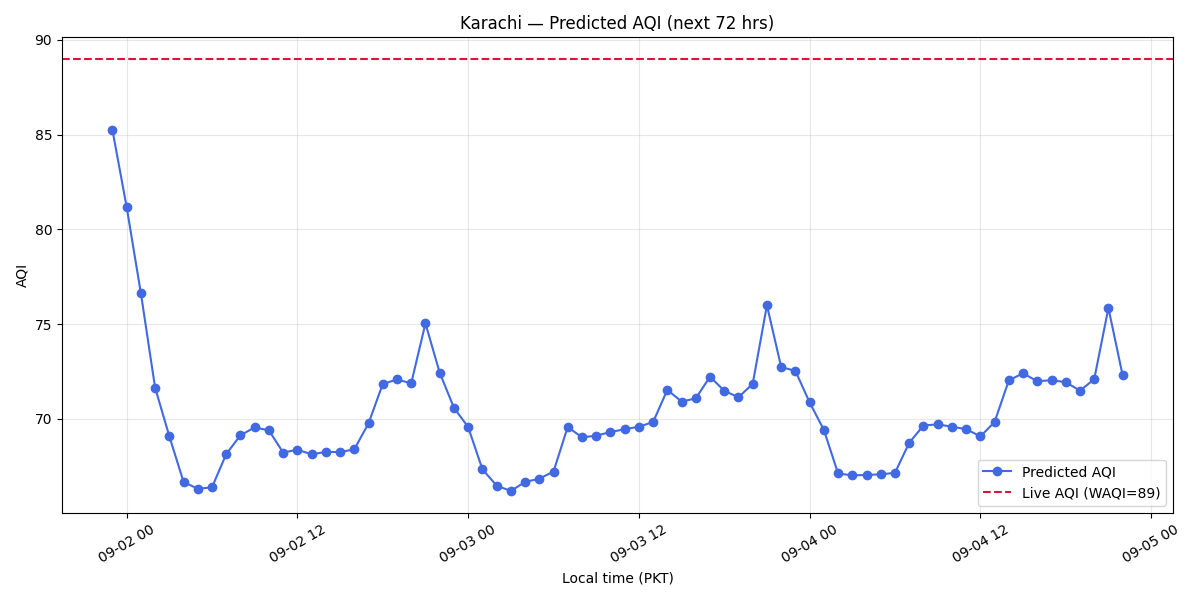 Karachi — Predicted AQI (next 72 hrs)
90
85
80
75
70
AQI
Predicted AQI
Live AQI (WAQI=89)
09-02 00
09-02 12
09-03 00
09-03 12
09-04 00
09-04 12
09-05 00
Local time (PKT)